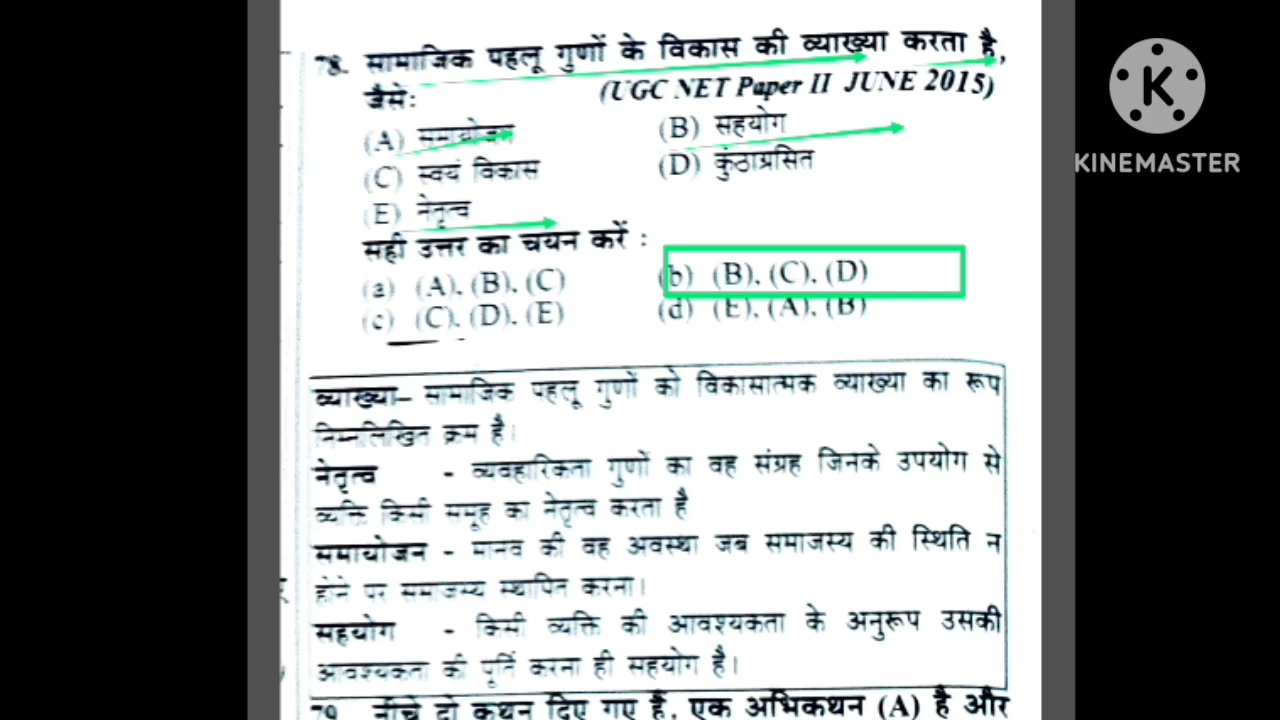 78. सामाजिक पहलू गुणों के विकास की व्याख्या करता है,
जैसे: (UGC NET Paper II JUNE 2015)
(A) समायोजन (B) सहयोग
(C) स्वयं विकास (D) कुंठाग्रसित
(E) नेतृत्व
सही उत्तर का चयन करें :
(a) (A). (B). (C) (b) (B). (C). (D)
(c) (C). (D). (E) (d) (E). (A). (B)
व्याख्या– सामाजिक पहलू गुणों को विकासात्मक व्याख्या का रूप
निम्नलिखित क्रम है।
नेतृत्व - व्यवहारिकता गुणों का वह संग्रह जिनके उपयोग से
व्यक्ति किसी समूह का नेतृत्व करता है
समायोजन - मानव की वह अवस्था जब समाजस्य की स्थिति न
होने पर समाजस्य स्थापित करना।
सहयोग - किसी व्यक्ति की आवश्यकता के अनुरूप उसकी
आवश्यकता की पूर्ति करना ही सहयोग है।
79. नीचे दो कथन दिए गए हैं, एक अभिकथन (A) है और
K
KINEMASTER